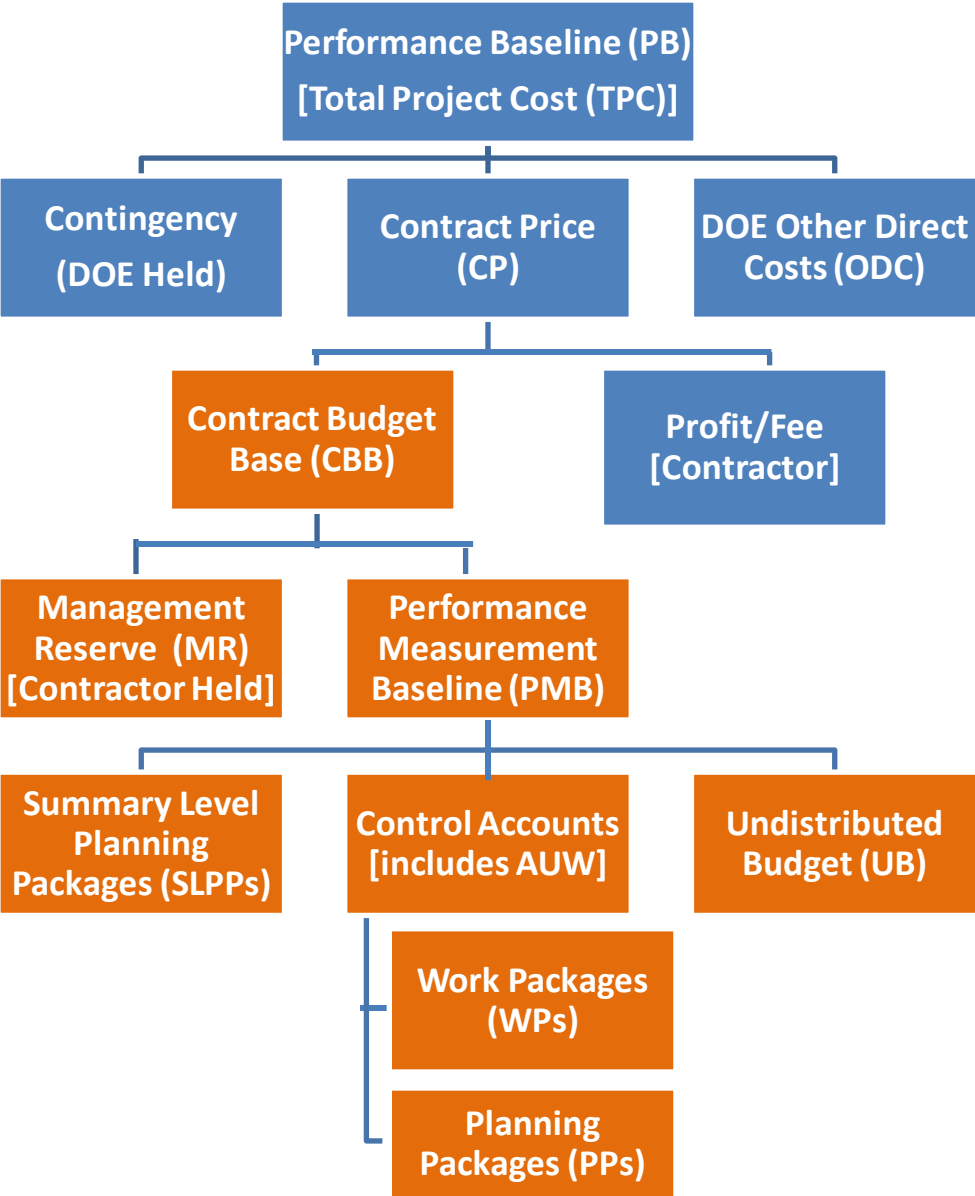 Performance Baseline (PB)
[Total Project Cost (TPC)]
Contingency
(DOE Held)
Contract Price
(CP)
DOE Other Direct
Costs (ODC)
Contract Budget
Base (CBB)
Profit/Fee
[Contractor]
Management
Reserve (MR)
[Contractor Held]
Performance
Measurement
Baseline (PMB)
Summary Level
Planning
Packages (SLPPs)
Control Accounts
[includes AUW]
Undistributed
Budget (UB)
Work Packages
(WPs)
Planning
Packages (PPs)